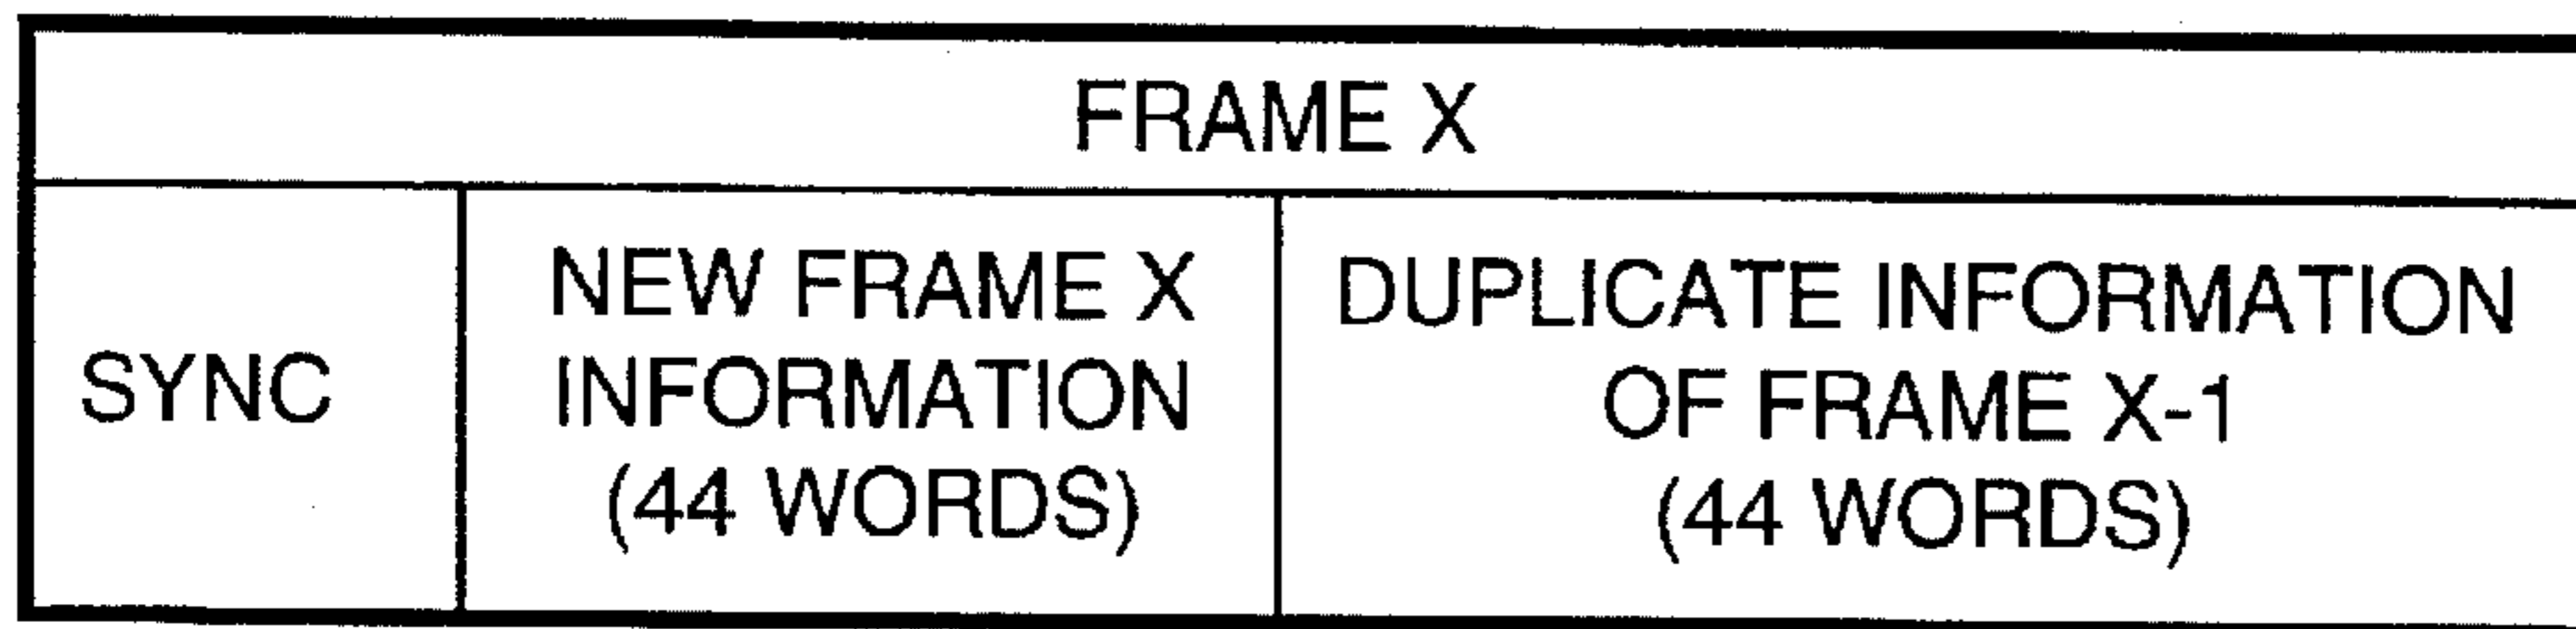 FRAME X
SYNC
NEW FRAME X
INFORMATION
(44 WORDS)
DUPLICATE INFORMATION
OF FRAME X-1
(44 WORDS)